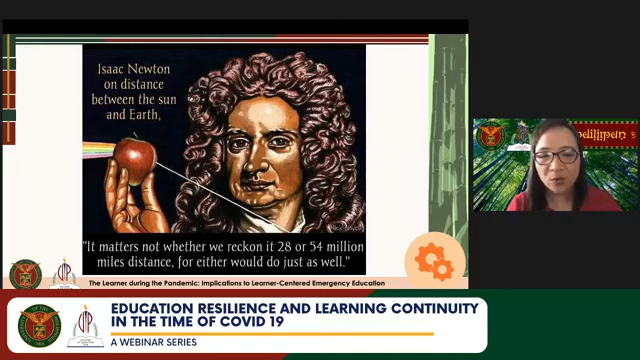 Isaac Newton
on distance
between the sun
and Earth,
"It matters not whether we reckon it 28 or 54 million
miles distance, for either would do just as well."
The Learner during the Pandemic: Implications to Learner-Centered Emergency Education
EDUCATION RESILIENCE AND LEARNING CONTINUITY
IN THE TIME OF COVID 19
A WEBINAR SERIES